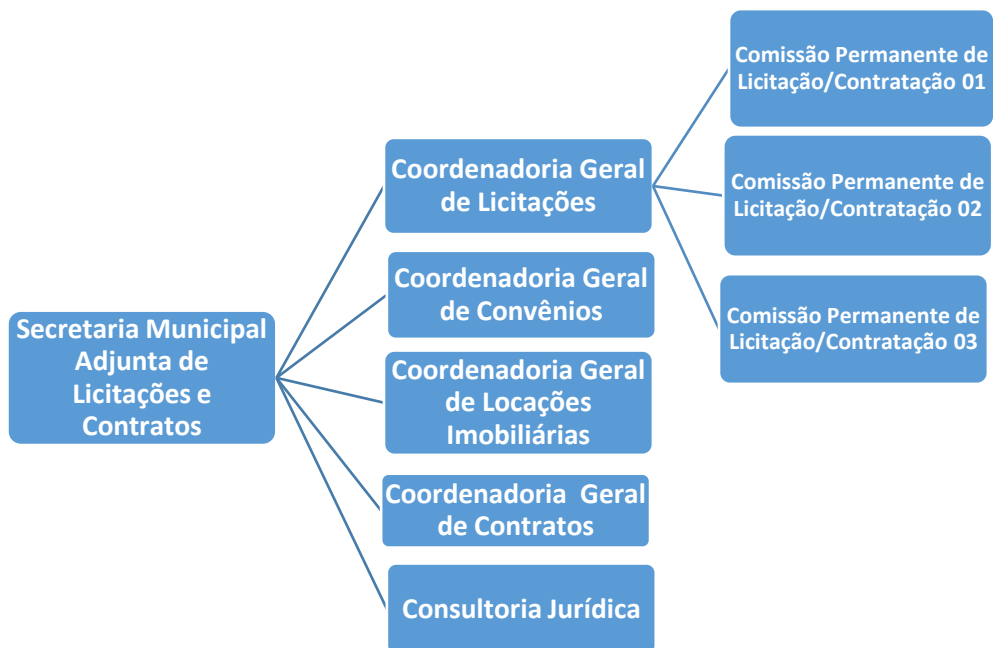 Secretaria Municipal
Adjunta de
Licitações e
Contratos
Coordenadoria Geral
de Licitações
Coordenadoria Geral
de Convênios
Coordenadoria Geral
de Locações
Imobiliárias
Coordenadoria Geral
de Contratos
Consultoria Jurídica
Comissão Permanente de
Licitação/Contratação 01
Comissão Permanente de
Licitação/Contratação 02
Comissão Permanente de
Licitação/Contratação 03